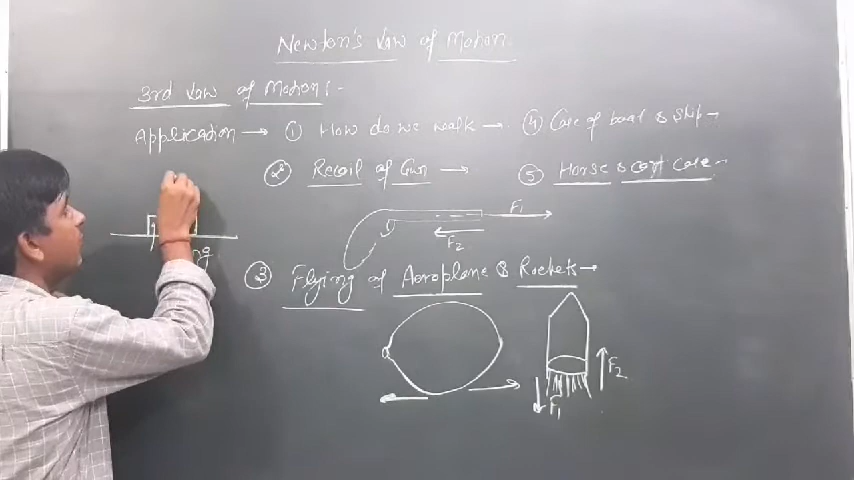 Newton's Law of Motion
3rd Law of Motion:-
Application → ① How do we walk → ④ Case of boat & ship →
② Recoil of Gun → ⑤ Horse & cart case -
F₁
F₂
③ Flying of Aeroplane & Rockets →
F₂
F₁